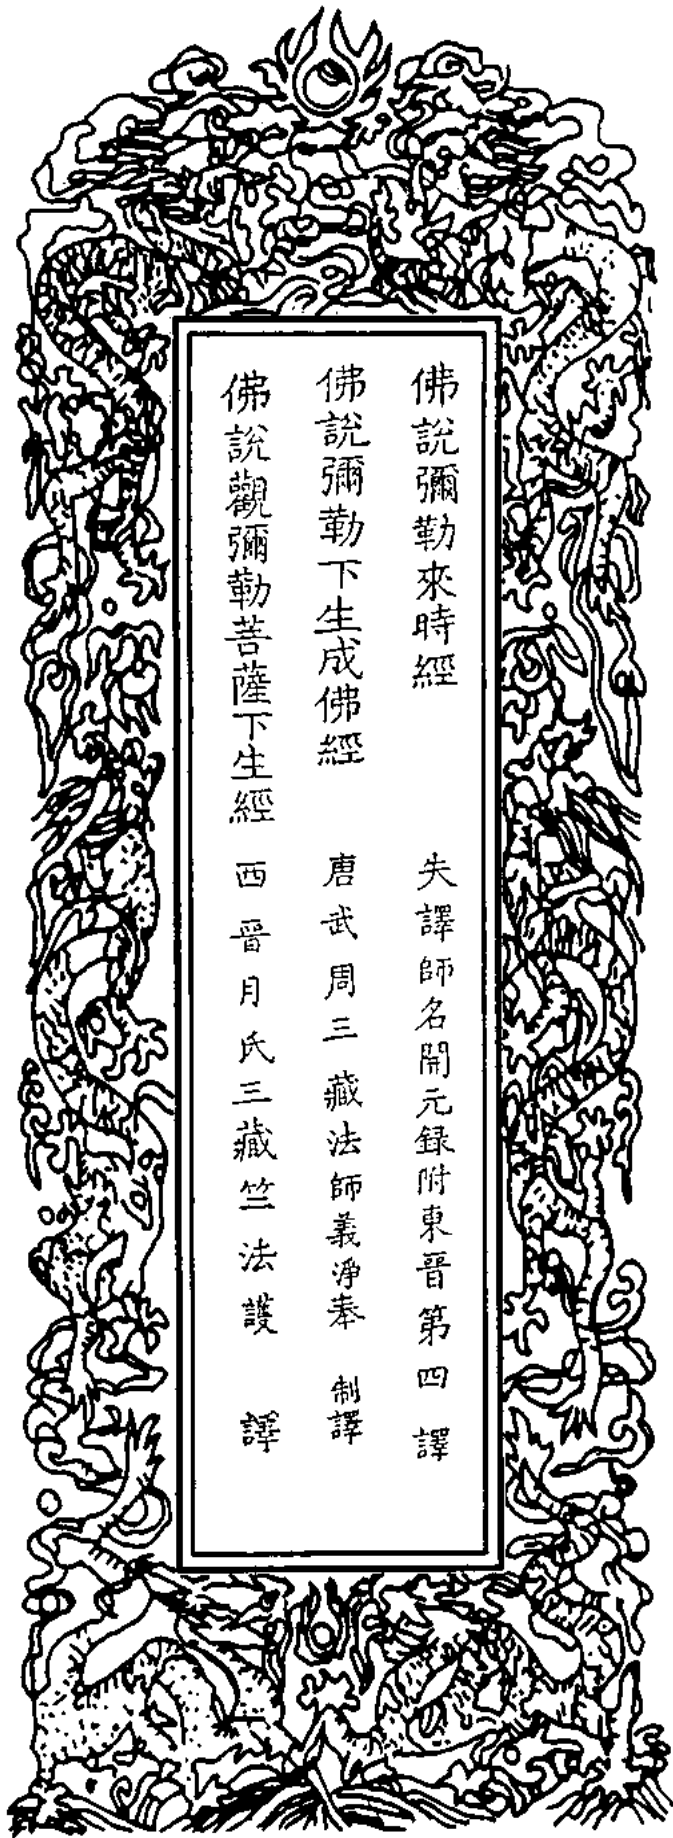 佛說彌勒來時經　失譯師名開元録附東晉第四譯
佛說彌勒下生成佛經　唐武周三藏法師義淨奉　制譯
佛說觀彌勒菩薩下生經　西晉月氏三藏竺法護　譯